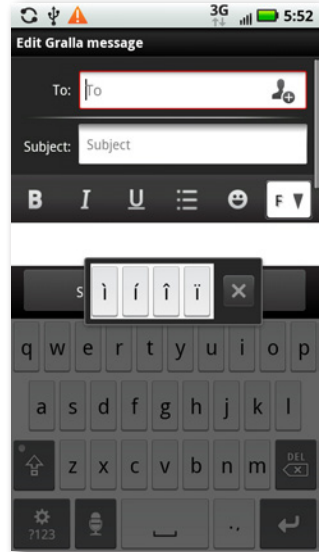 3G 5:52
Edit Gralla message
To: To
Subject: Subject
B I U F
S ì í î ï
q w e r t y u i o p
a s d f g h j k l
z x c v b n m DEL
?123 .,